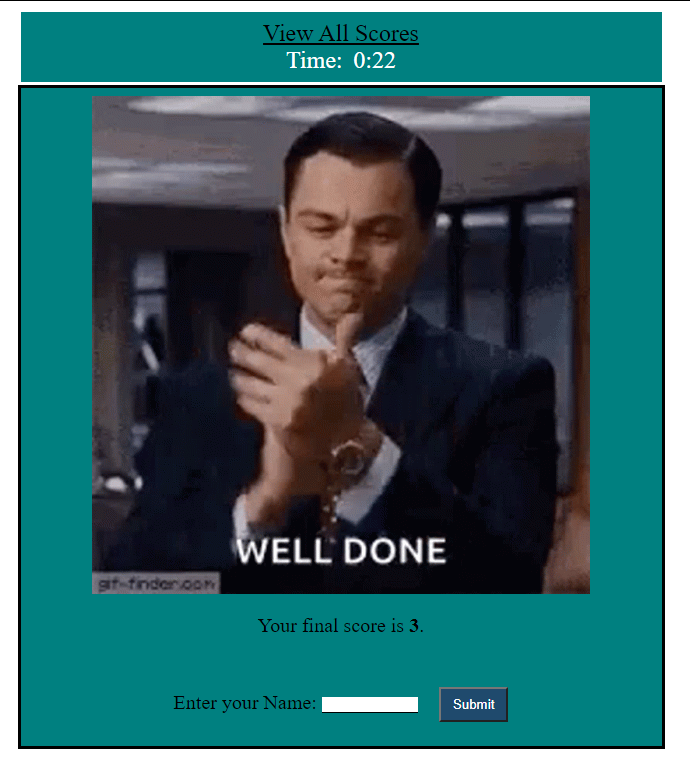 View All Scores
Time: 0:22
WELL DONE
gif-finder.com
Your final score is 3.
Enter your Name:
Submit